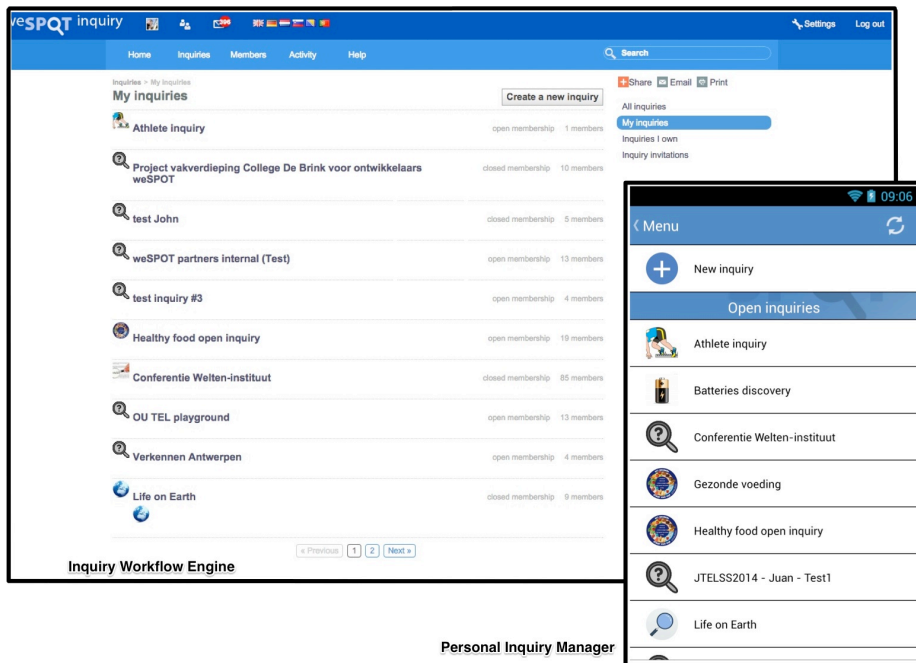 weSPOT inquiry
Settings
Log out
Home
Inquiries
Members
Activity
Help
Search
Inquiries > My inquiries
My inquiries
Create a new inquiry
Share
Email
Print
All inquiries
My inquiries
Inquiries I own
Inquiry invitations
Athlete inquiry
open membership 1 members
Project vakverdieping College De Brink voor ontwikkelaars
weSPOT
closed membership 10 members
test John
closed membership 5 members
weSPOT partners internal (Test)
open membership 13 members
test inquiry #3
open membership 4 members
Healthy food open inquiry
open membership 19 members
Conferentie Welten-instituut
closed membership 85 members
OU TEL playground
open membership 13 members
Verkennen Antwerpen
open membership 4 members
Life on Earth
closed membership 9 members
« Previous 1 2 Next »
Inquiry Workflow Engine
09:06
Menu
New inquiry
Open inquiries
Athlete inquiry
Batteries discovery
Conferentie Welten-instituut
Gezonde voeding
Healthy food open inquiry
JTELSS2014 - Juan - Test1
Life on Earth
Personal Inquiry Manager